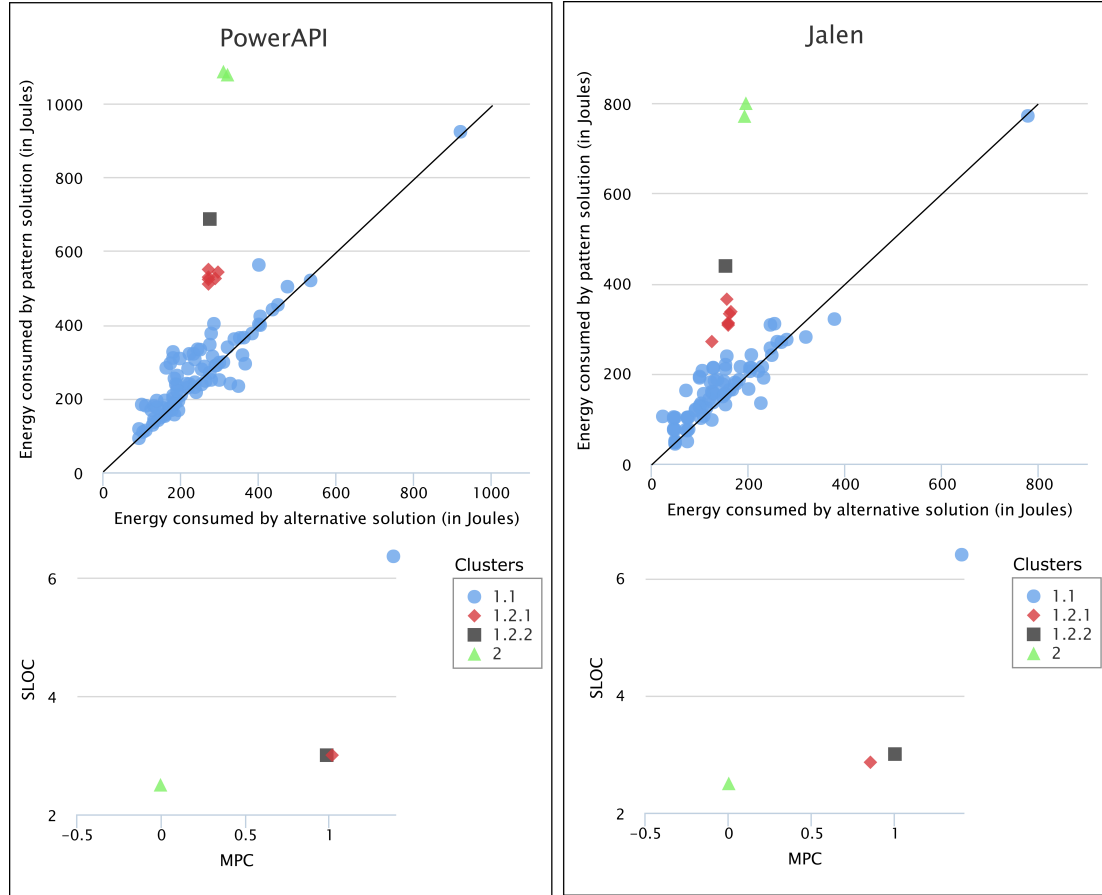 PowerAPI
Energy consumed by pattern solution (in Joules)
1000
800
600
400
200
0
0 200 400 600 800 1000
Energy consumed by alternative solution (in Joules)
SLOC
6
4
2
−0.5 0 0.5 1
MPC
Clusters
1.1
1.2.1
1.2.2
2
Jalen
Energy consumed by pattern solution (in Joules)
800
600
400
200
0
0 200 400 600 800
Energy consumed by alternative solution (in Joules)
SLOC
6
4
2
−0.5 0 0.5 1
MPC
Clusters
1.1
1.2.1
1.2.2
2